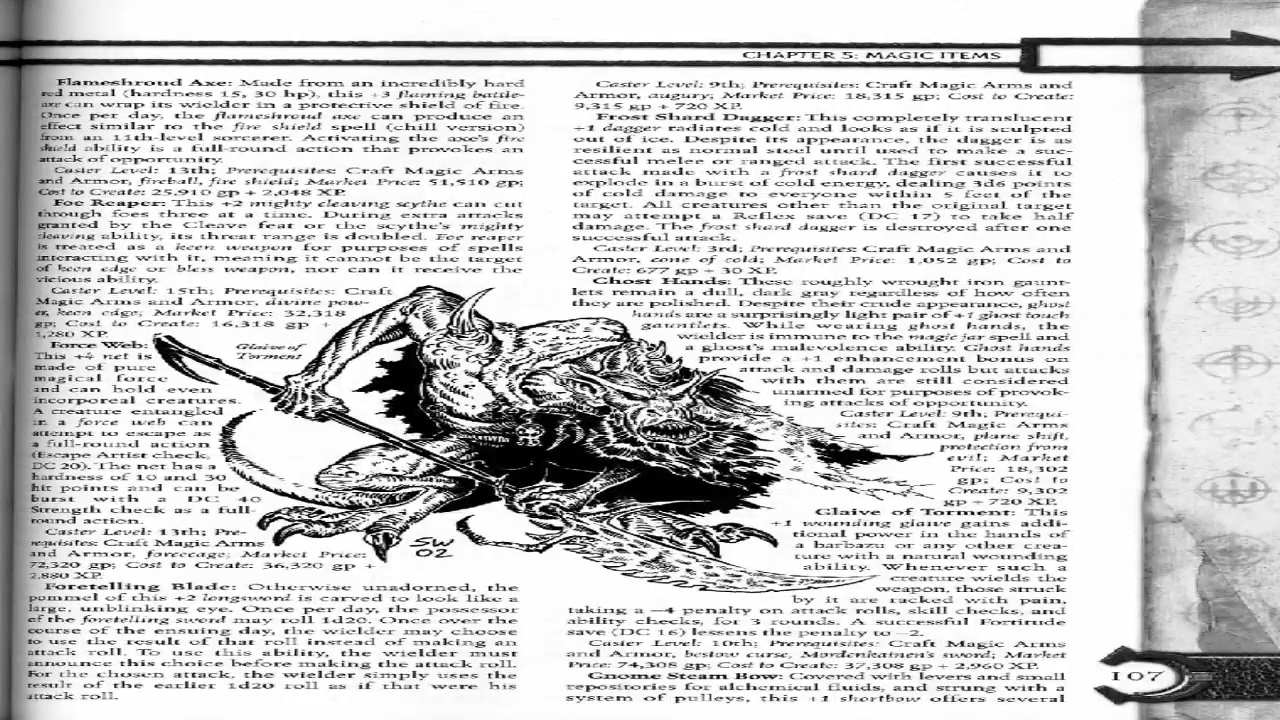 CHAPTER 5: MAGIC ITEMS
Flameshroud Axe: Made from an incredibly hard
red metal (hardness 15, 30 hp), this +3 flaming battle-
axe can wrap its wielder in a protective shield of fire.
Once per day, the flameshroud axe can produce an
effect similar to the fire shield spell (chill version)
from an 11th-level sorcerer. Activating the axe's fire
shield ability is a full-round action that provokes an
attack of opportunity.
Caster Level: 13th; Prerequisites: Craft Magic Arms
and Armor, fireball, fire shield; Market Price: 51,510 gp;
Cost to Create: 25,910 gp + 2,048 XP.
Foe Reaper: This +2 mighty cleaving scythe can cut
through foes three at a time. During extra attacks
granted by the Cleave feat or the scythe's mighty
cleaving ability, its threat range is doubled. Foe reaper
is treated as a keen weapon for purposes of spells
interacting with it, meaning it cannot be the target
of keen edge or bless weapon, nor can it receive the
vicious ability.
Caster Level: 15th; Prerequisites: Craft
Magic Arms and Armor, divine pow-
er, keen edge; Market Price: 32,318
gp; Cost to Create: 16,318 gp +
1,280 XP.
Force Web:
This +4 net is
made of pure
magical force
and can hold even
incorporeal creatures.
A creature entangled
in a force web can
attempt to escape as
a full-round action
(Escape Artist check,
DC 20). The net has a
hardness of 10 and 30
hit points and can be
burst with a DC 40
Strength check as a full-
round action.
Caster Level: 13th; Pre-
requisites: Craft Magic Arms
and Armor, forcecage; Market Price:
72,320 gp; Cost to Create: 36,320 gp +
2,880 XP.
Foretelling Blade: Otherwise unadorned, the
pommel of this +2 longsword is carved to look like a
large, unblinking eye. Once per day, the possessor
of the foretelling sword may roll 1d20. Once over the
course of the ensuing day, the wielder may choose
to use the result of that roll instead of making an
attack roll. To use this ability, the wielder must
announce this choice before making the attack roll.
For the chosen attack, the wielder simply uses the
result of the earlier 1d20 roll as if that were his
attack roll.
Glaive of
Torment
SW
02
Caster Level: 9th; Prerequisites: Craft Magic Arms and
Armor, augury; Market Price: 18,315 gp; Cost to Create:
9,315 gp + 720 XP.
Frost Shard Dagger: This completely translucent
+1 dagger radiates cold and looks as if it is sculpted
out of ice. Despite its appearance, the dagger is as
resilient as normal steel until used to make a suc-
cessful melee or ranged attack. The first successful
attack made with a frost shard dagger causes it to
explode in a burst of cold energy, dealing 3d6 points
of cold damage to everyone within 5 feet of the
target. All creatures other than the original target
may attempt a Reflex save (DC 17) to take half
damage. The frost shard dagger is destroyed after one
successful attack.
Caster Level: 3rd; Prerequisites: Craft Magic Arms and
Armor, cone of cold; Market Price: 1,052 gp; Cost to
Create: 677 gp + 30 XP.
Ghost Hands: These roughly wrought iron gaunt-
lets remain a dull, dark gray regardless of how often
they are polished. Despite their crude appearance, ghost
hands are a surprisingly light pair of +1 ghost touch
gauntlets. While wearing ghost hands, the
wielder is immune to the magic jar spell and
a ghost's malevolence ability. Ghost hands
provide a +1 enhancement bonus on
attack and damage rolls but attacks
with them are still considered
unarmed for purposes of provok-
ing attacks of opportunity.
Caster Level: 9th; Prerequi-
sites: Craft Magic Arms
and Armor, plane shift,
protection from
evil; Market
Price: 18,302
gp; Cost to
Create: 9,302
gp + 720 XP.
Glaive of Torment: This
+1 wounding glaive gains addi-
tional power in the hands of
a barbazu or any other crea-
ture with a natural wounding
ability. Whenever such a
creature wields the
weapon, those struck
by it are racked with pain,
taking a −4 penalty on attack rolls, skill checks, and
ability checks, for 3 rounds. A successful Fortitude
save (DC 16) lessens the penalty to −2.
Caster Level: 10th; Prerequisites: Craft Magic Arms
and Armor, bestow curse, Mordenkainen's sword; Market
Price: 74,308 gp; Cost to Create: 37,308 gp + 2,960 XP.
Gnome Steam Bow: Covered with levers and small
repositories for alchemical fluids, and strung with a
system of pulleys, this +1 shortbow offers several
107